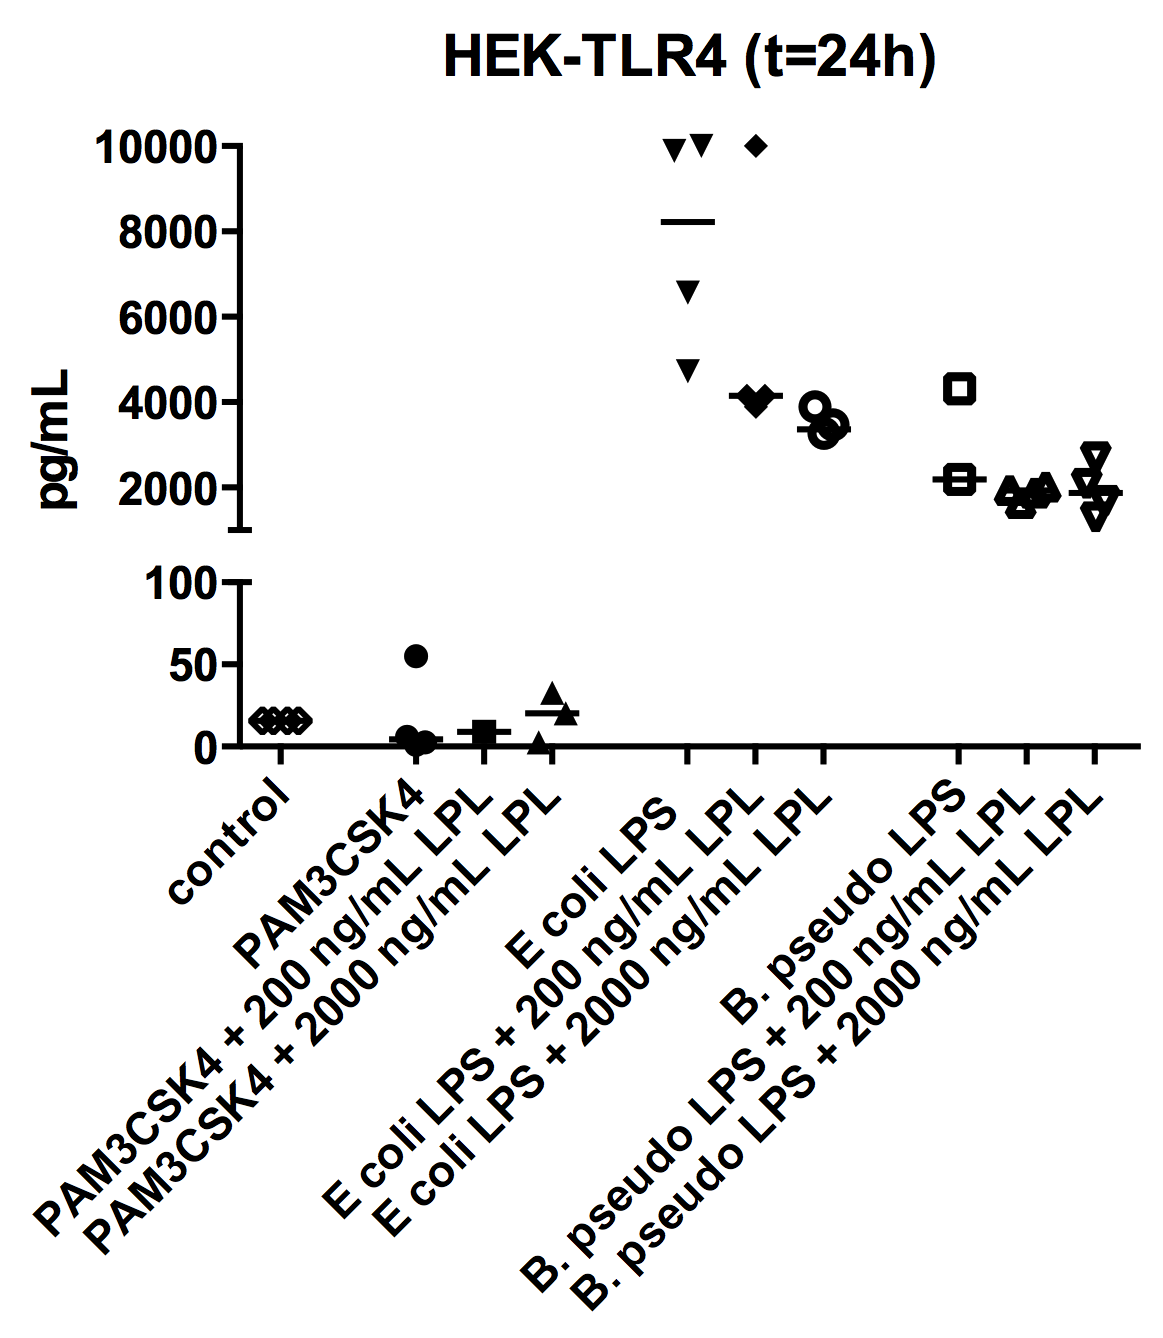 HEK-TLR4 (t=24h)
10000
8000
6000
4000
2000
pg/mL
100
50
0
control
PAM3CSK4
PAM3CSK4 + 200 ng/mL LPL
PAM3CSK4 + 2000 ng/mL LPL
E coli LPS
E coli LPS + 200 ng/mL LPL
E coli LPS + 2000 ng/mL LPL
B. pseudo LPS
B. pseudo LPS + 200 ng/mL LPL
B. pseudo LPS + 2000 ng/mL LPL